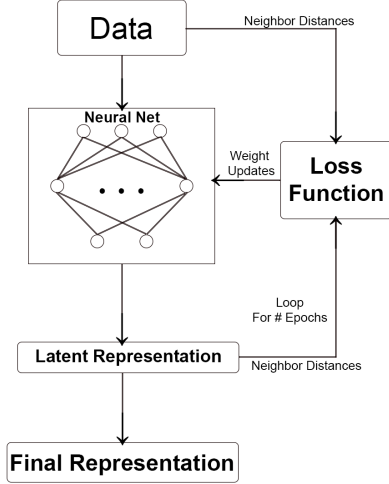 Data
Neighbor Distances
Neural Net
Weight
Updates
Loss
Function
Loop
For # Epochs
Latent Representation
Neighbor Distances
Final Representation